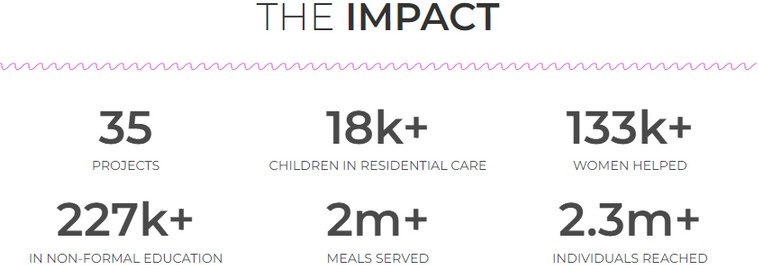 THE IMPACT
35 18k+ 133k+
PROJECTS CHILDREN IN RESIDENTIAL CARE WOMEN HELPED
227k+ 2m+ 2.3m+
IN NON-FORMAL EDUCATION MEALS SERVED INDIVIDUALS REACHED